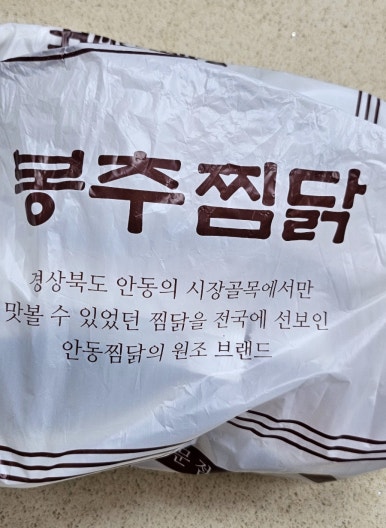 봉주찜닭
경상북도 안동의 시장골목에서만
맛볼 수 있었던 찜닭을 전국에 선보인
안동찜닭의 원조 브랜드